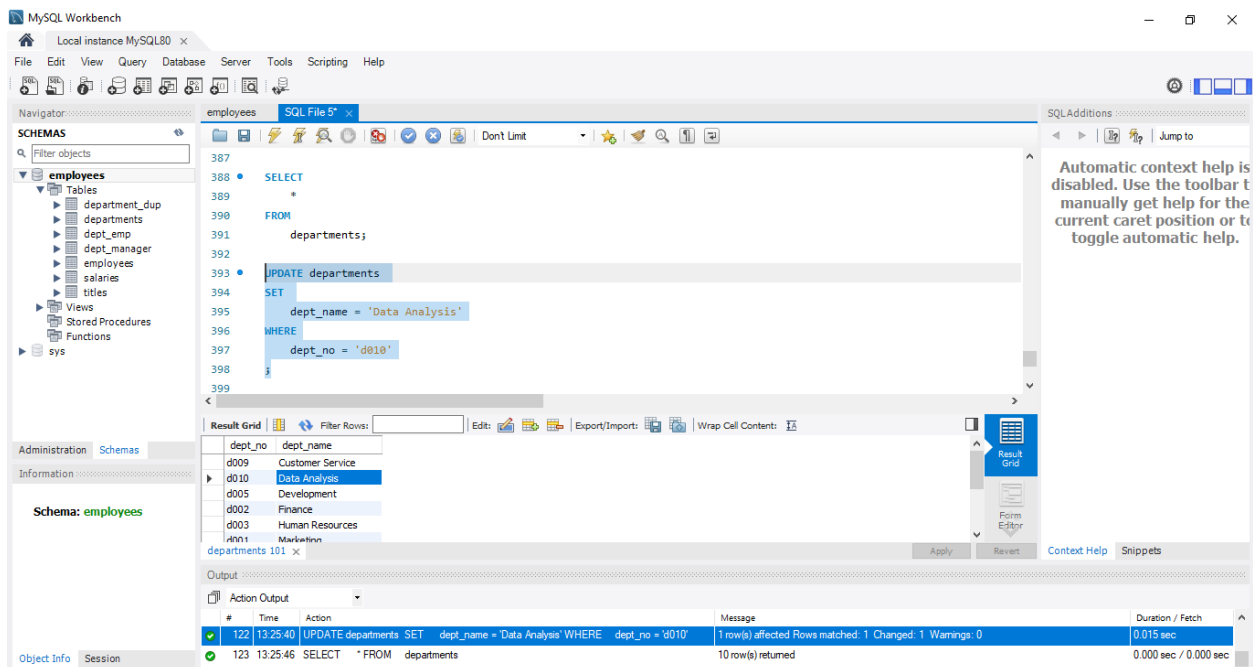 MySQL Workbench
Local instance MySQL80
File Edit View Query Database Server Tools Scripting Help
Navigator
SCHEMAS
Filter objects
employees
Tables
department_dup
departments
dept_emp
dept_manager
employees
salaries
titles
Views
Stored Procedures
Functions
sys
Administration Schemas
Information
Schema: employees
Object Info Session
employees SQL File 5*
Don't Limit
387
388 SELECT
389 *
390 FROM
391 departments;
392
393 UPDATE departments
394 SET
395 dept_name = 'Data Analysis'
396 WHERE
397 dept_no = 'd010'
398 ;
399
Result Grid Filter Rows: Edit: Export/Import: Wrap Cell Content:
dept_no dept_name
d009 Customer Service
d010 Data Analysis
d005 Development
d002 Finance
d003 Human Resources
d001 Marketing
Result Grid
Form Editor
departments 101 Apply Revert
Output
Action Output
# Time Action Message Duration / Fetch
122 13:25:40 UPDATE departments SET dept_name = 'Data Analysis' WHERE dept_no = 'd010' 1 row(s) affected Rows matched: 1 Changed: 1 Warnings: 0 0.015 sec
123 13:25:46 SELECT * FROM departments 10 row(s) returned 0.000 sec / 0.000 sec
SQLAdditions
Jump to
Automatic context help is
disabled. Use the toolbar t
manually get help for the
current caret position or to
toggle automatic help.
Context Help Snippets